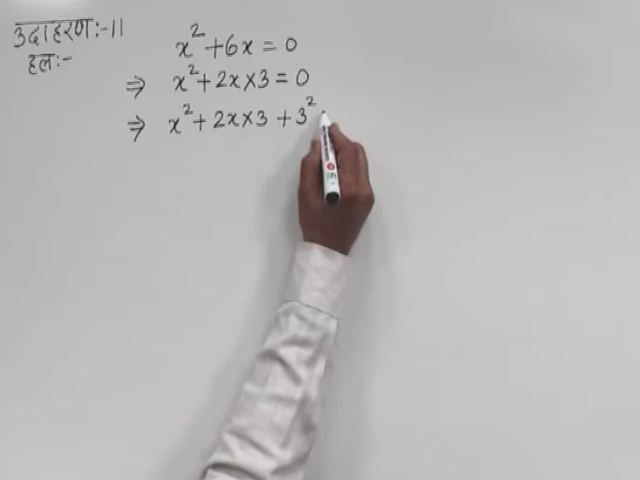 उदाहरण:-11
x² + 6x = 0
हल:-
⇒ x² + 2x × 3 = 0
⇒ x² + 2x × 3 + 3²